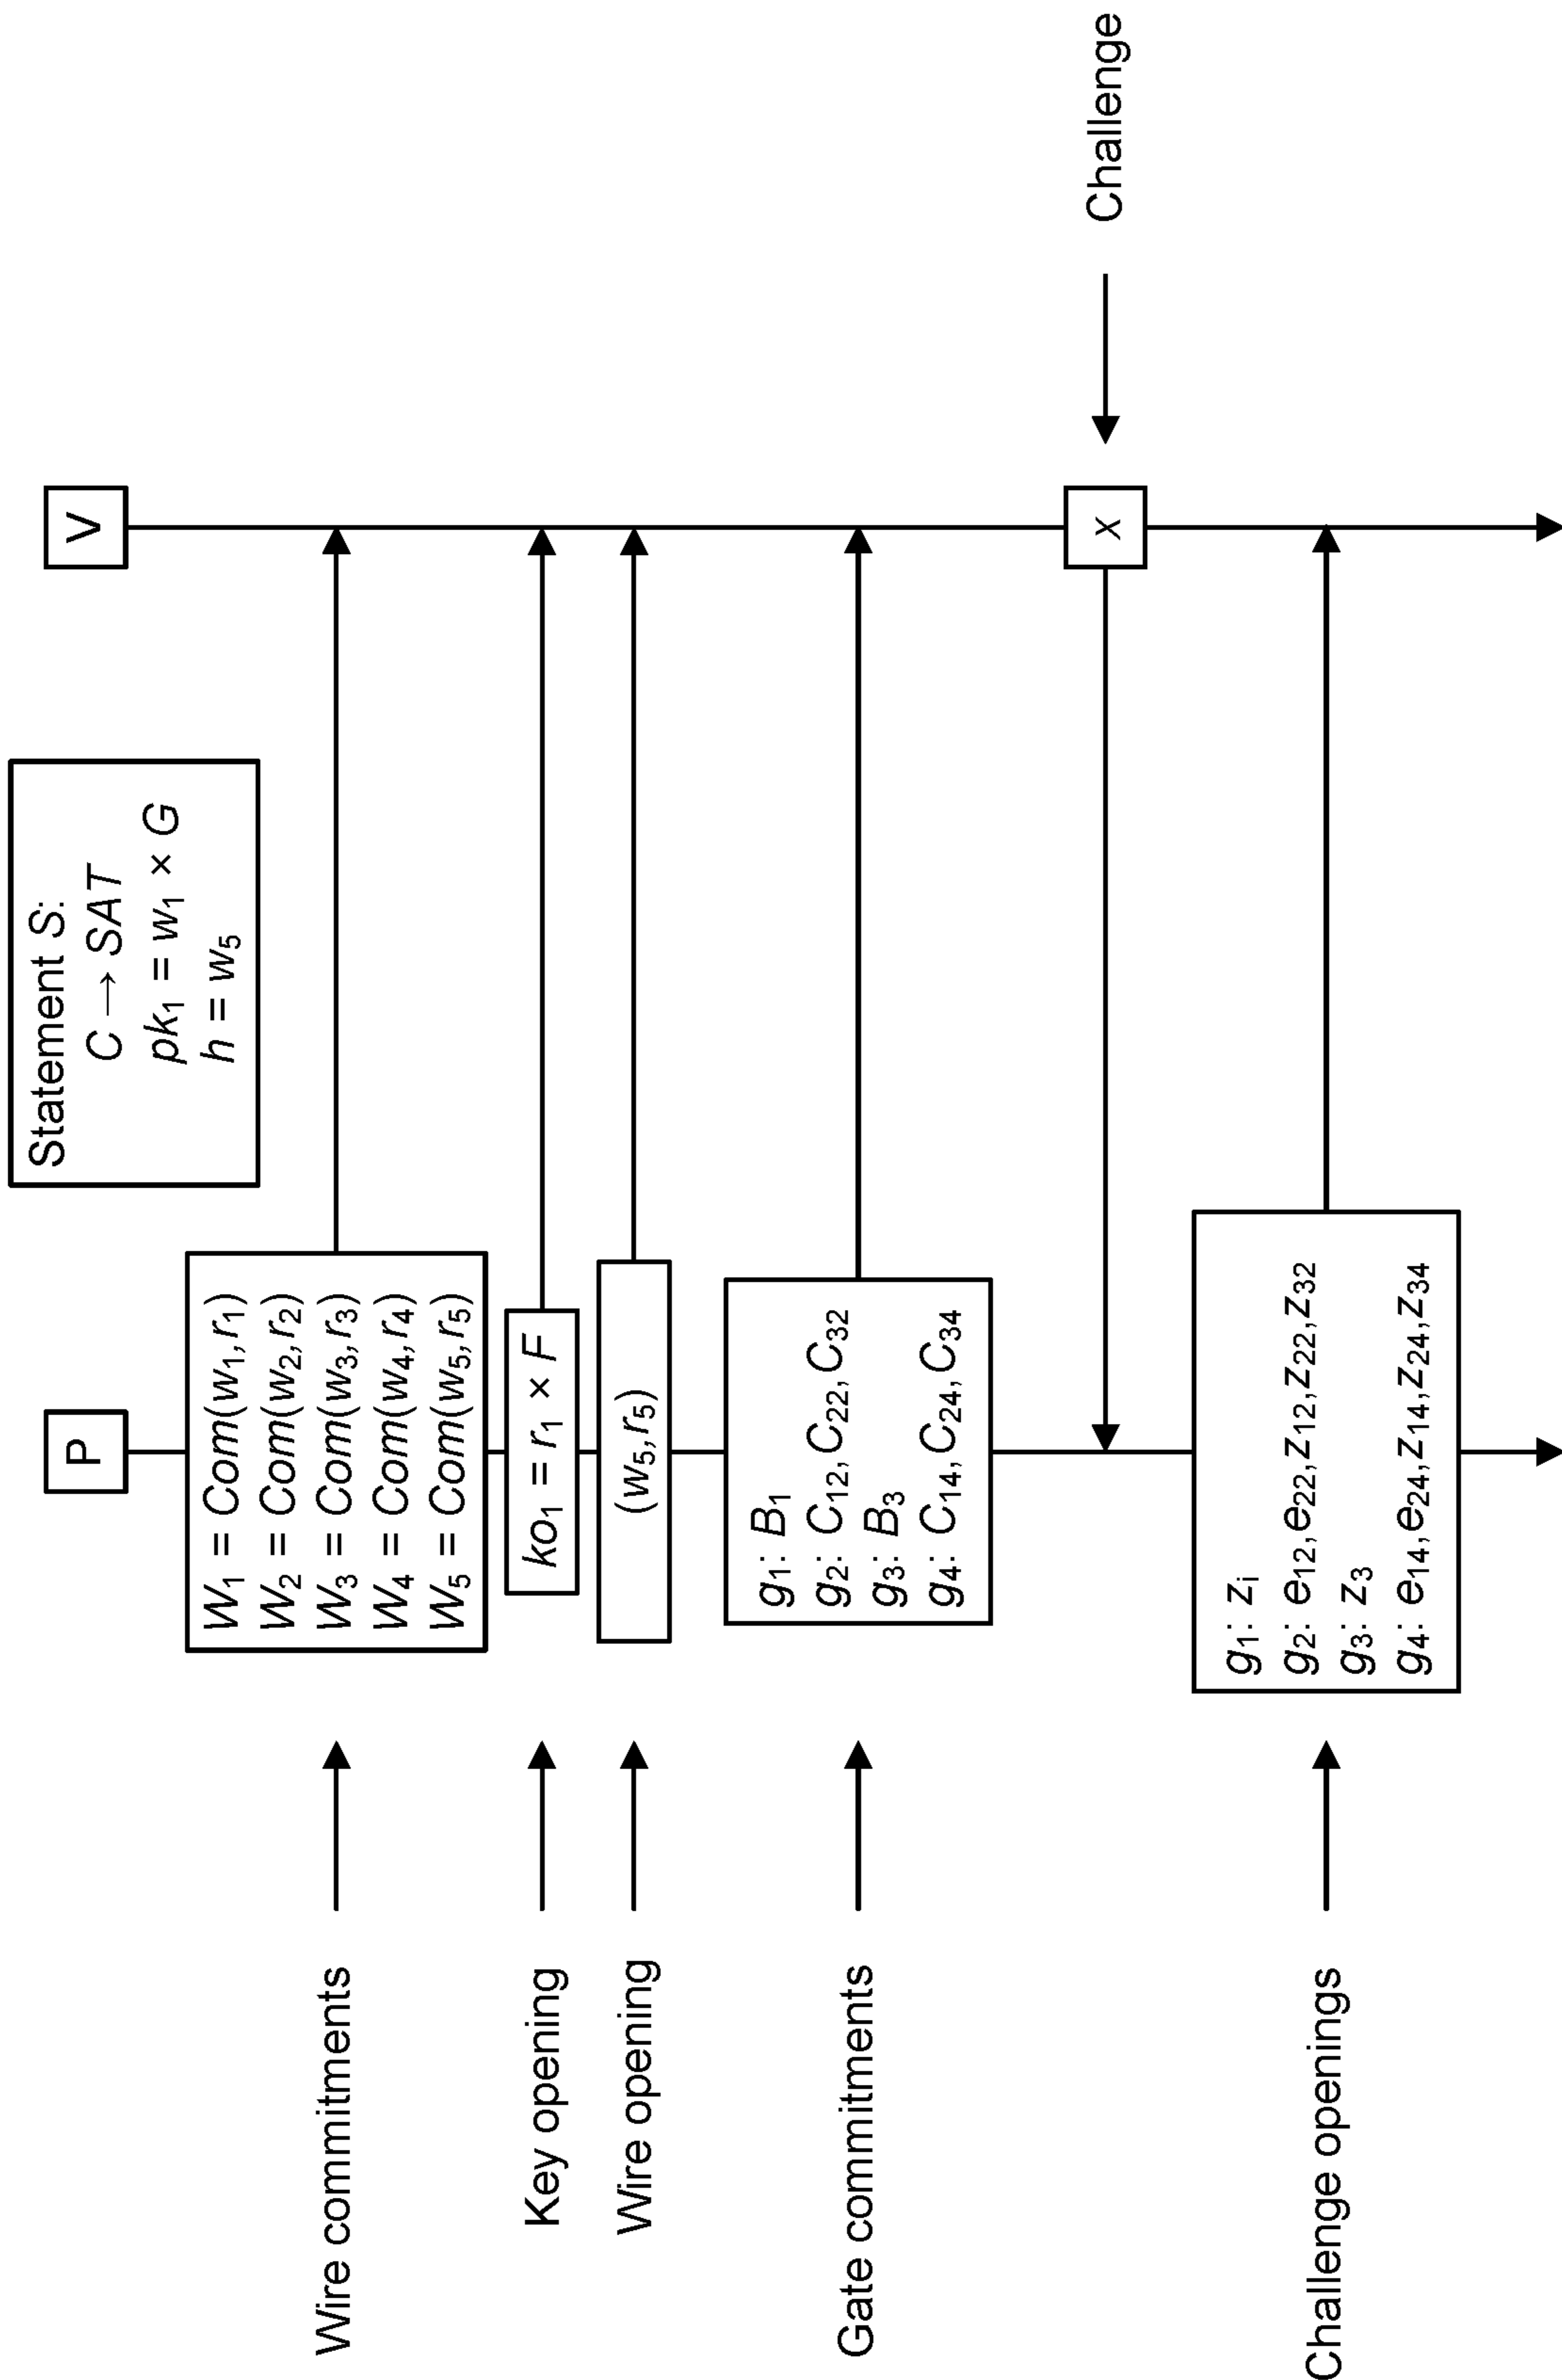 Statement S:
C → SAT
pk₁ = w₁ × G
h = w₅
P
V
Wire commitments
W₁ = Com(w₁,r₁)
W₂ = Com(w₂,r₂)
W₃ = Com(w₃,r₃)
W₄ = Com(w₄,r₄)
W₅ = Com(w₅,r₅)
Key opening
ko₁ = r₁ × F
Wire opening
(w₅,r₅)
Gate commitments
g₁: B₁
g₂: C₁₂, C₂₂, C₃₂
g₃: B₃
g₄: C₁₄, C₂₄, C₃₄
x
Challenge
Challenge openings
g₁: zᵢ
g₂: e₁₂,e₂₂,z₁₂,z₂₂,z₃₂
g₃: z₃
g₄: e₁₄,e₂₄,z₁₄,z₂₄,z₃₄